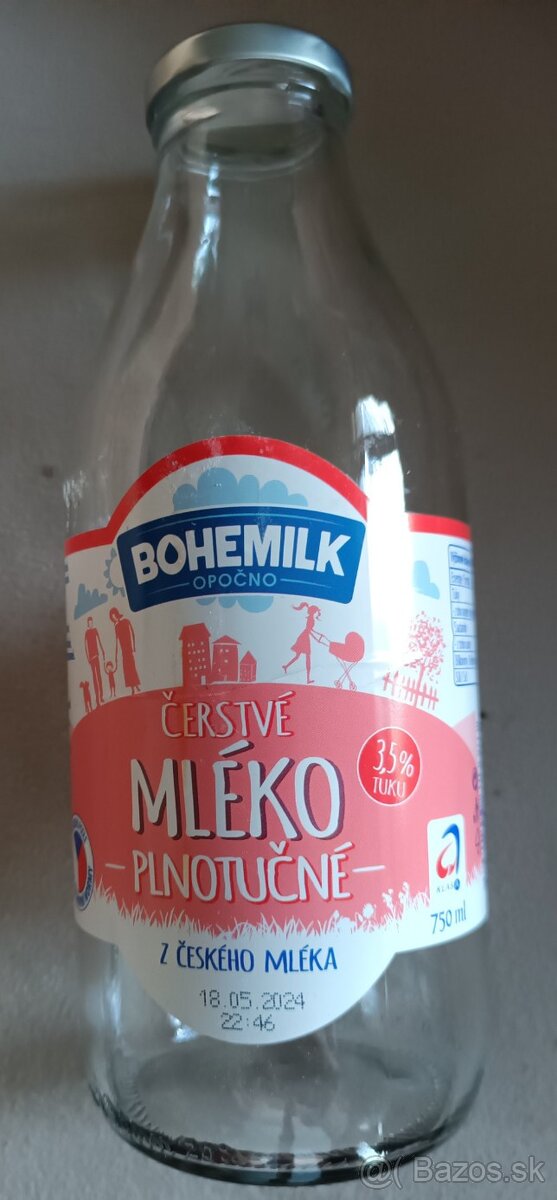 BOHEMILK
OPOČNO
ČERSTVÉ
MLÉKO
PLNOTUČNÉ
3,5%
TUKU
KLASA
750 ml
Z ČESKÉHO MLÉKA
18.05.2024
22:46
@( Bazos.sk